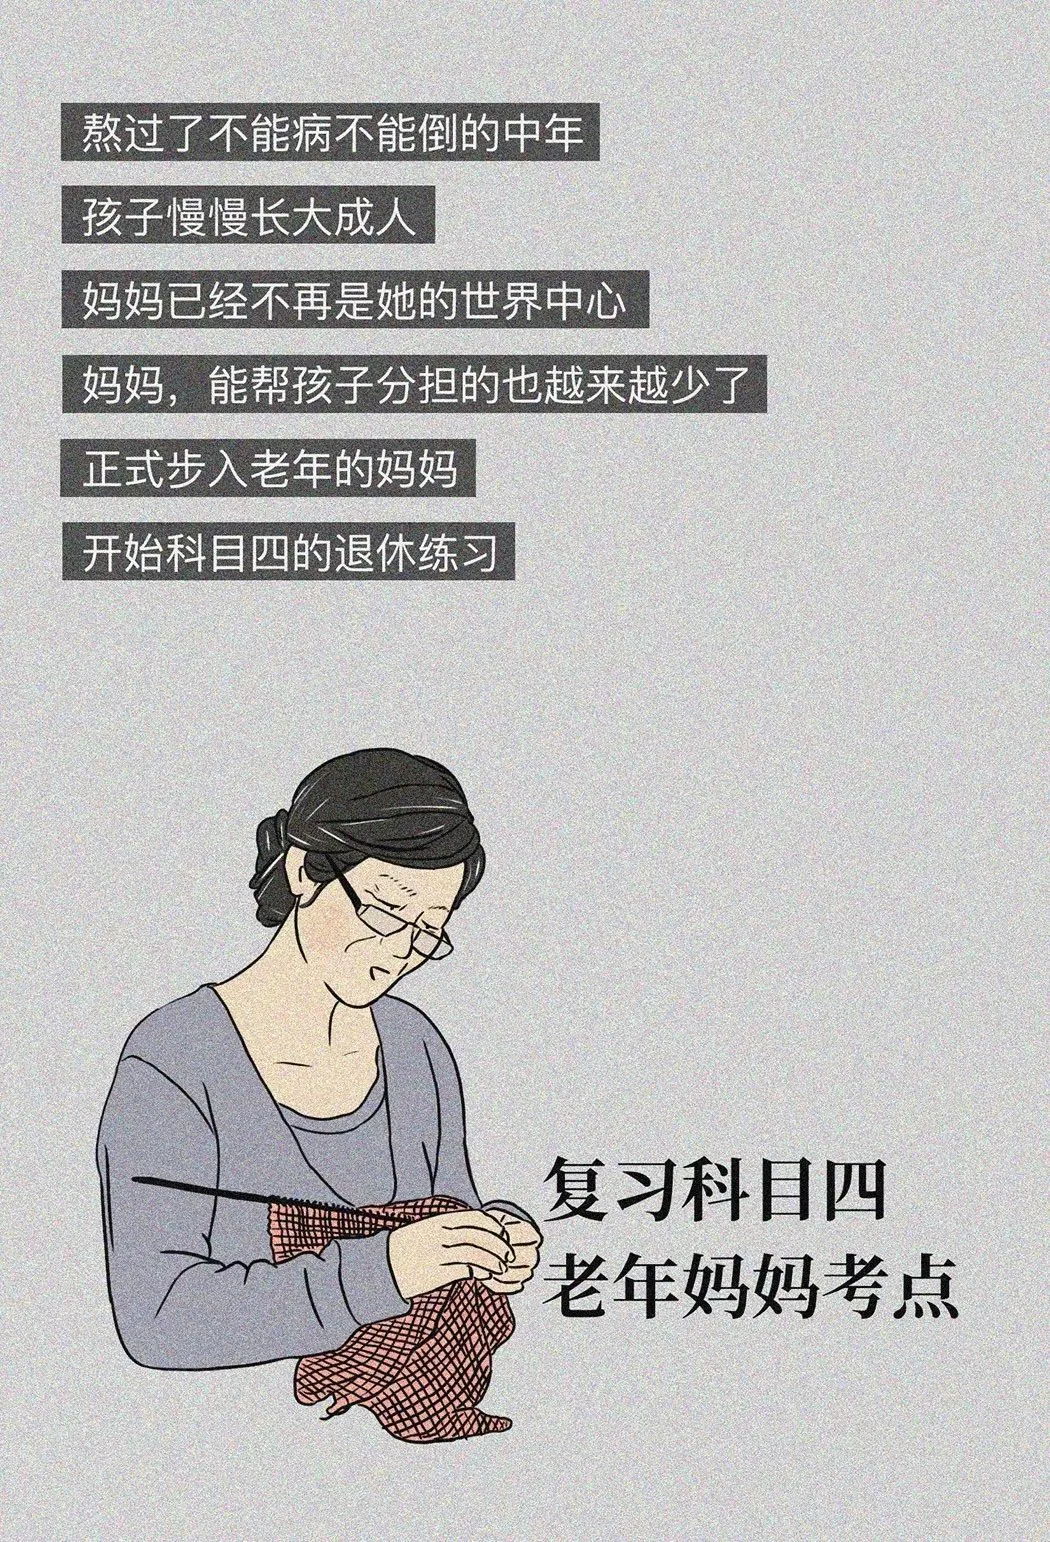 熬过了不能病不能倒的中年
孩子慢慢长大成人
妈妈已经不再是她的世界中心
妈妈，能帮孩子分担的也越来越少了
正式步入老年的妈妈
开始科目四的退休练习
复习科目四
老年妈妈考点